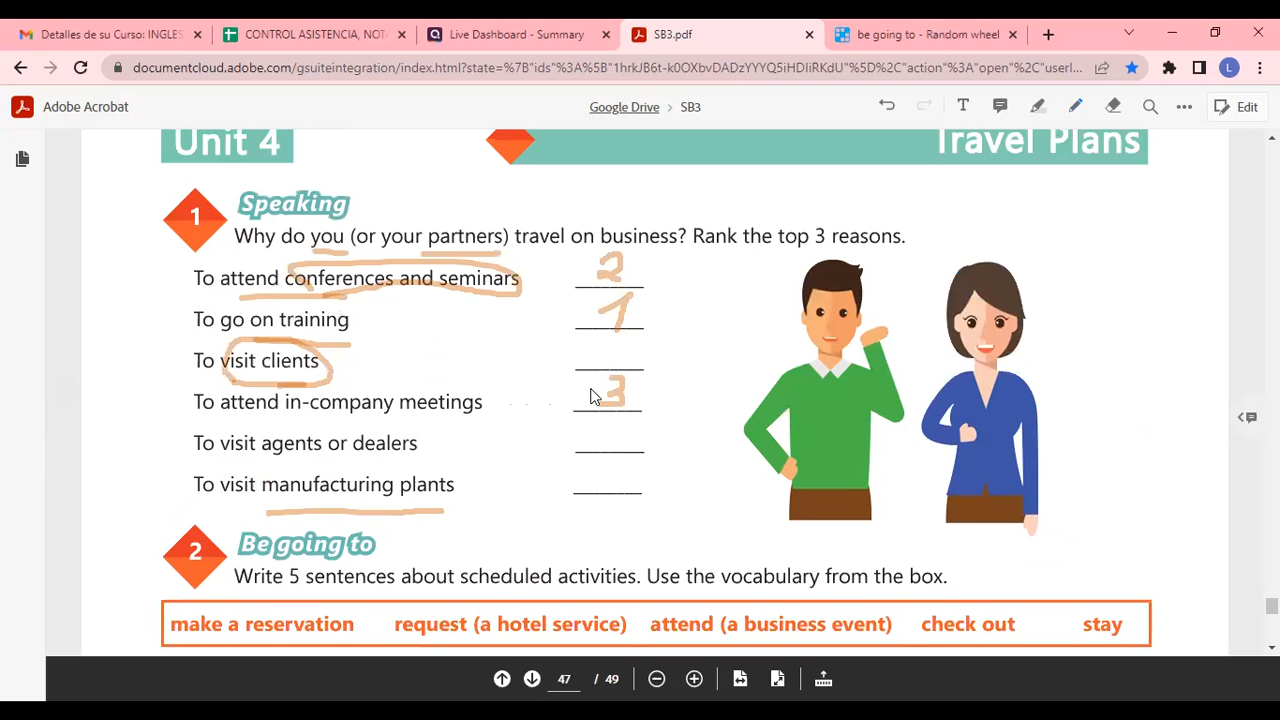 Detalles de su Curso: INGLES
CONTROL ASISTENCIA, NOTA
Live Dashboard - Summary
SB3.pdf
be going to - Random wheel
documentcloud.adobe.com/gsuiteintegration/index.html?state=%7B"ids"%3A%5B"1hrkJB6t-k0OXbvDADzYYYQ5iHDIiRKdU"%5D%2C"action"%3A"open"%2C"userI...
L
Adobe Acrobat
Google Drive > SB3
T
Edit
Unit 4
Travel Plans
1 Speaking
Why do you (or your partners) travel on business? Rank the top 3 reasons.
To attend conferences and seminars 2
To go on training 1
To visit clients
To attend in-company meetings 3
To visit agents or dealers
To visit manufacturing plants
2 Be going to
Write 5 sentences about scheduled activities. Use the vocabulary from the box.
make a reservation request (a hotel service) attend (a business event) check out stay
47 / 49